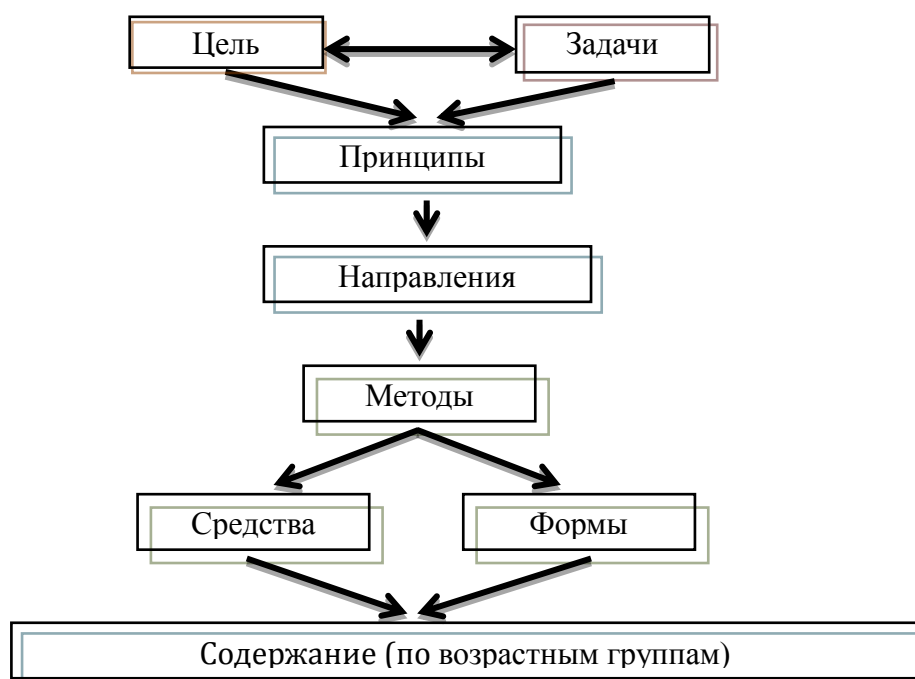 Цель
Задачи
Принципы
Направления
Методы
Средства
Формы
Содержание (по возрастным группам)